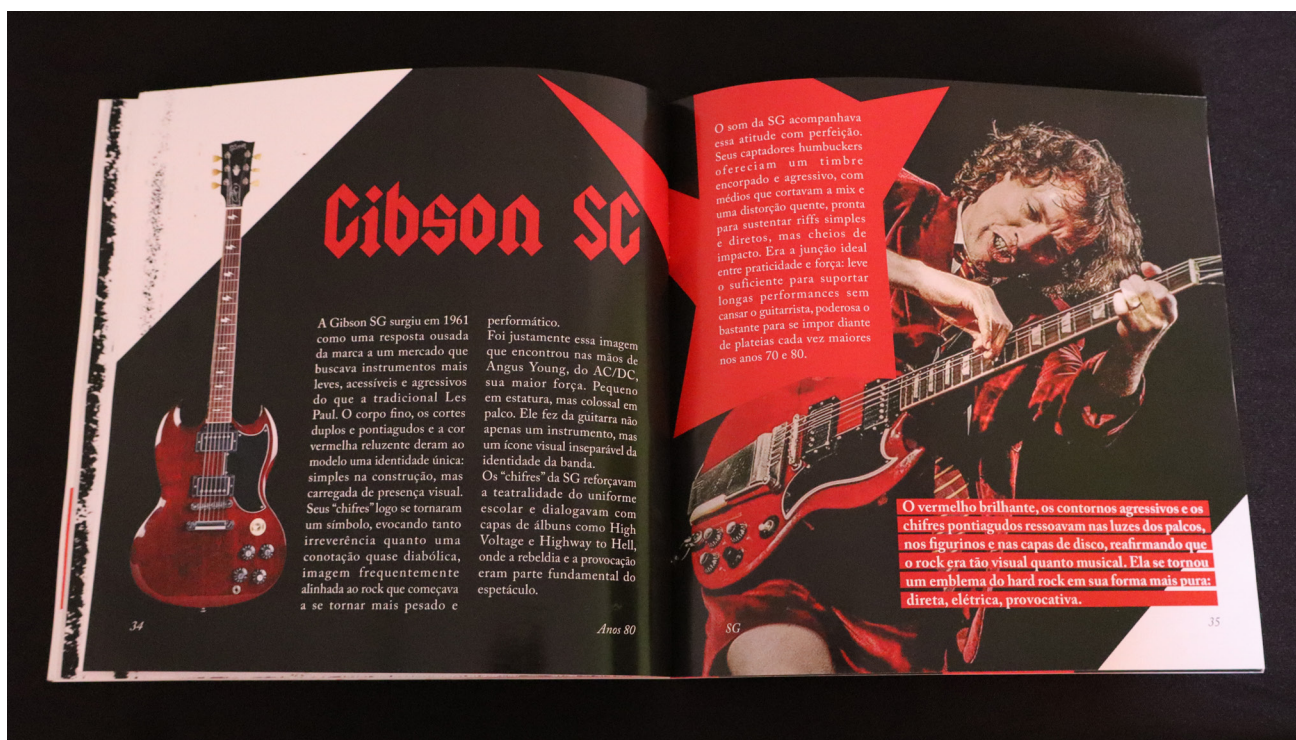 Gibson SG
A Gibson SG surgiu em 1961
como uma resposta ousada
da marca a um mercado que
buscava instrumentos mais
leves, acessíveis e agressivos
do que a tradicional Les
Paul. O corpo fino, os cortes
duplos e pontiagudos e a cor
vermelha reluzente deram ao
modelo uma identidade única:
simples na construção, mas
carregada de presença visual.
Seus “chifres” logo se tornaram
um símbolo, evocando tanto
irreverência quanto uma
conotação quase diabólica,
imagem frequentemente
alinhada ao rock que começava
a se tornar mais pesado e
performático.
Foi justamente essa imagem
que encontrou nas mãos de
Angus Young, do AC/DC,
sua maior força. Pequeno
em estatura, mas colossal em
palco. Ele fez da guitarra não
apenas um instrumento, mas
um ícone visual inseparável da
identidade da banda.
Os “chifres” da SG reforçavam
a teatralidade do uniforme
escolar e dialogavam com
capas de álbuns como High
Voltage e Highway to Hell,
onde a rebeldia e a provocação
eram parte fundamental do
espetáculo.
34
Anos 80
O som da SG acompanhava
essa atitude com perfeição.
Seus captadores humbuckers
ofereciam um timbre
encorpado e agressivo, com
médios que cortavam a mix e
uma distorção quente, pronta
para sustentar riffs simples
e diretos, mas cheios de
impacto. Era a junção ideal
entre praticidade e força: leve
o suficiente para suportar
longas performances sem
cansar o guitarrista, poderosa o
bastante para se impor diante
de plateias cada vez maiores
nos anos 70 e 80.
O vermelho brilhante, os contornos agressivos e os
chifres pontiagudos ressoavam nas luzes dos palcos,
nos figurinos e nas capas de disco, reafirmando que
o rock era tão visual quanto musical. Ela se tornou
um emblema do hard rock em sua forma mais pura:
direta, elétrica, provocativa.
SG
35